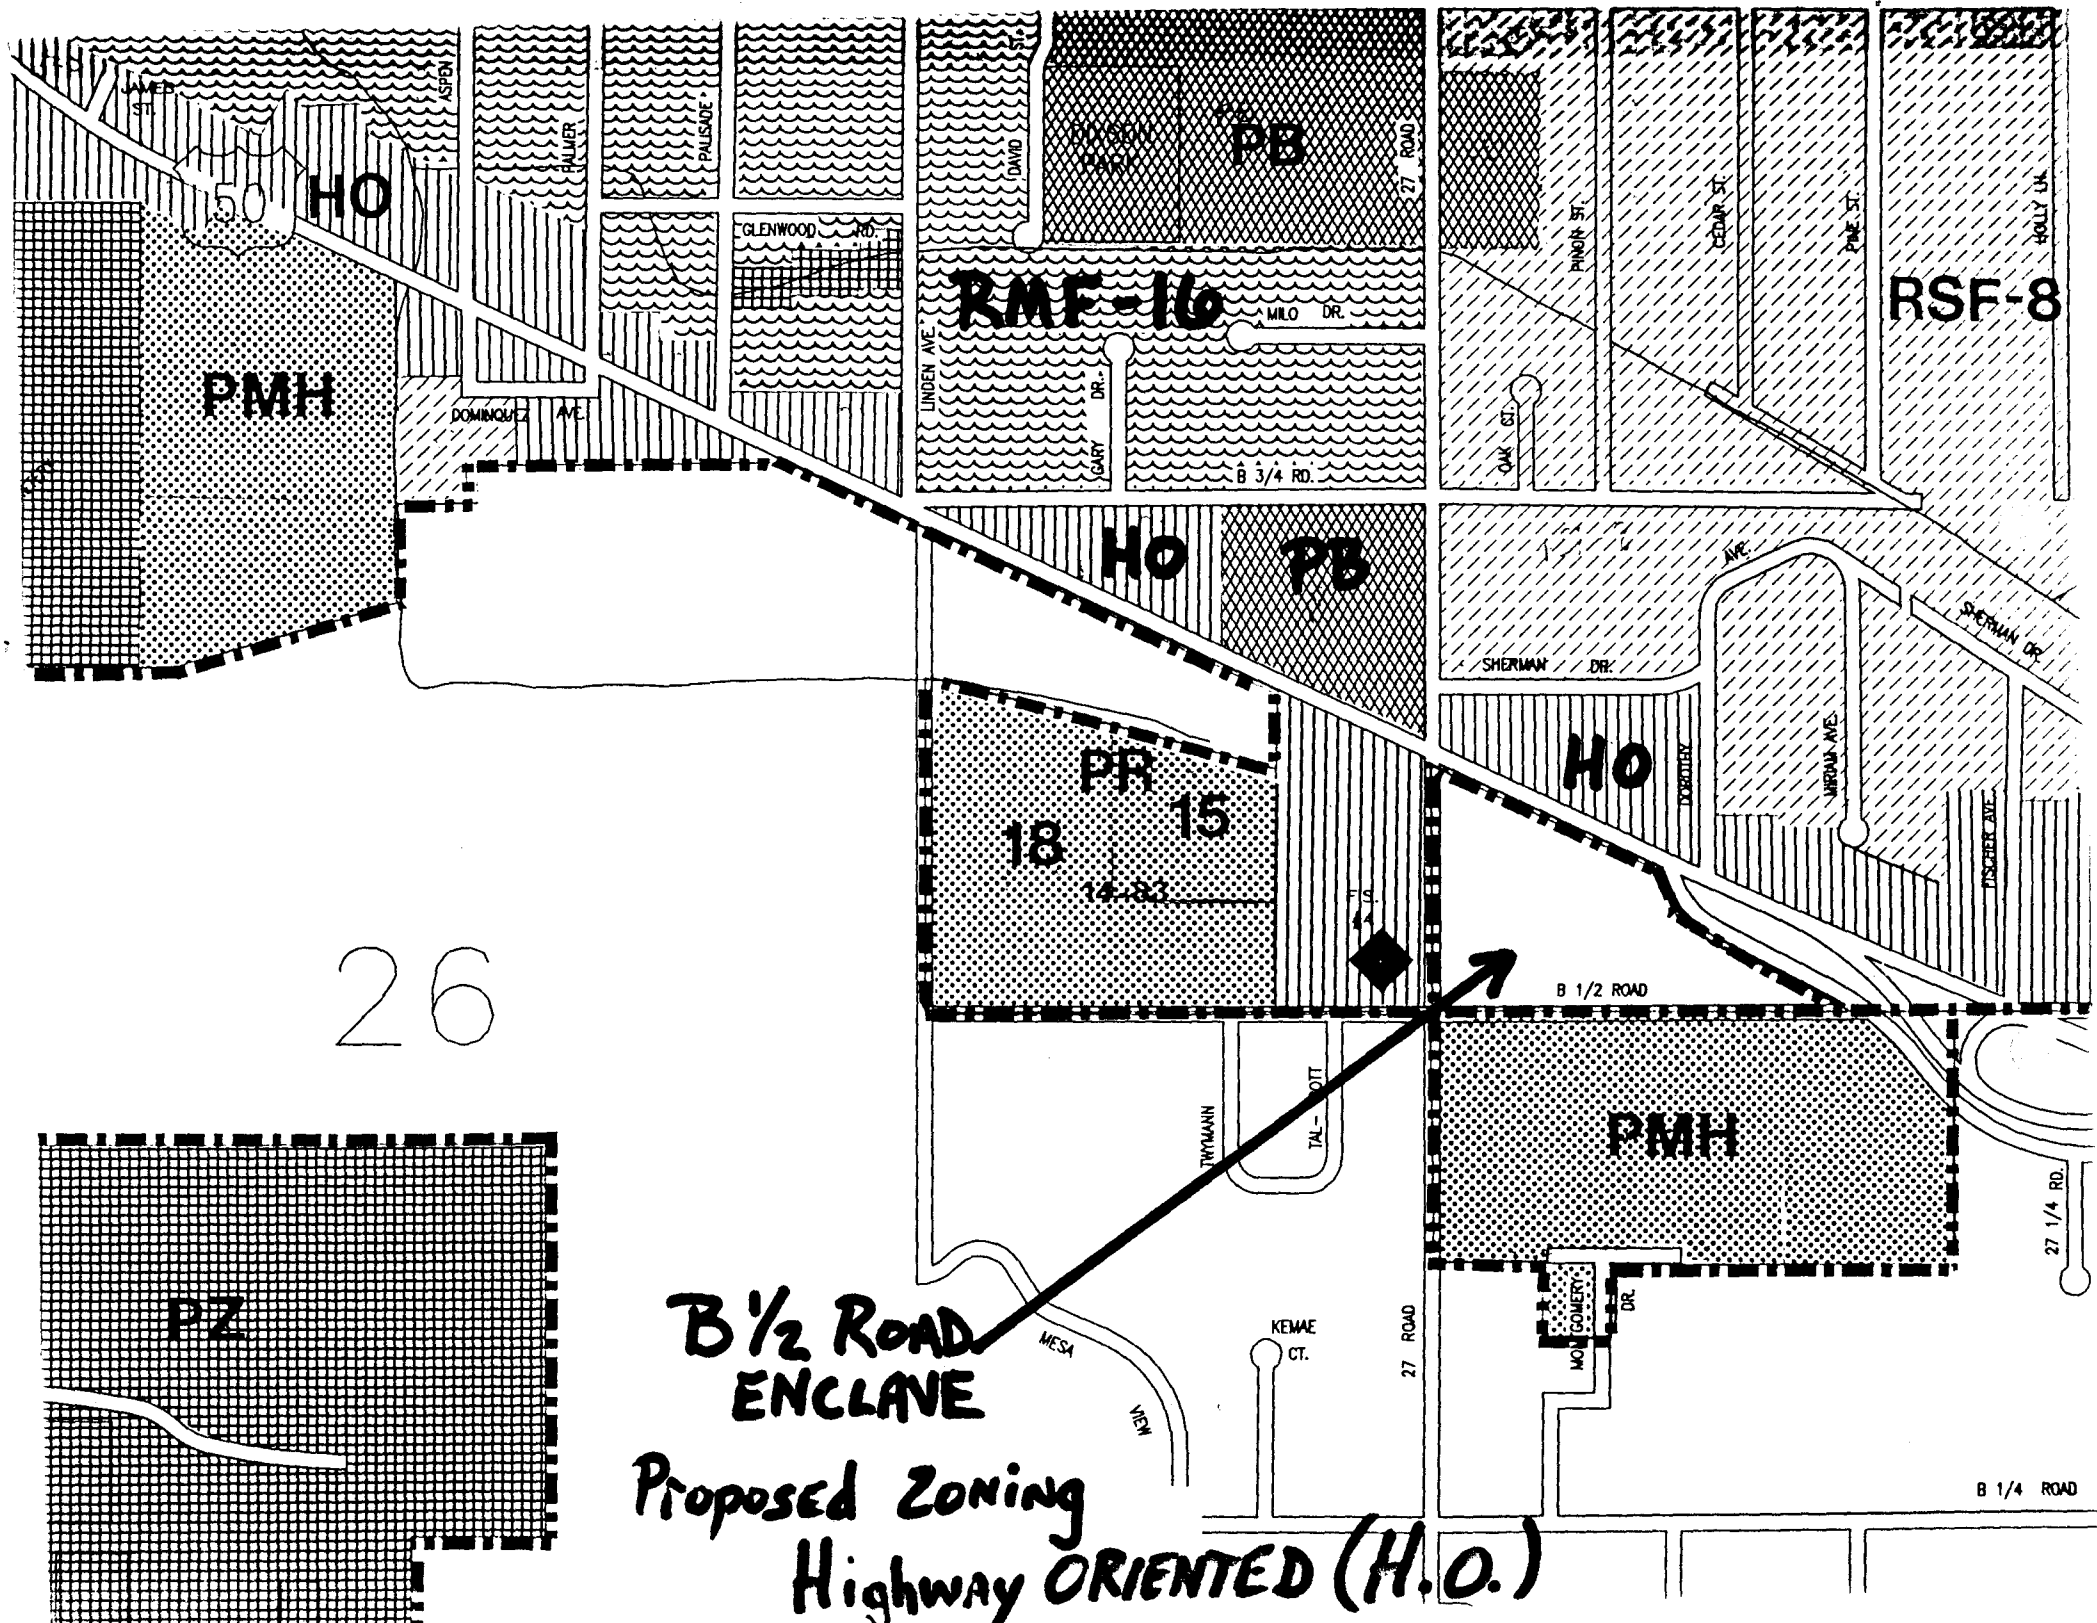 JAMES
ST.
ASPEN
PALMER
PALISADE
DAVID
ST.
PB
27 ROAD
PINON ST.
CEDAR ST.
PINE ST.
HOLLY LN.
50
HO
GLENWOOD RD.
RMF-16
MILO DR.
RSF-8
PMH
DOMINQUEZ AVE.
LINDEN AVE.
GARY DR.
OAK CT.
B 3/4 RD.
HO
PB
AVE.
SHERMAN DR.
SHERMAN DR.
PR
18
15
14-83
HO
DOROTHY
MIRIAM AVE.
FISCHER AVE.
26
B 1/2 ROAD
TWYMANN
PMH
27 1/4 RD.
PZ
B 1/2 ROAD
ENCLAVE
MESA
VIEW
KEMAE
CT.
27 ROAD
MONTGOMERY
DR.
B 1/4 ROAD
Proposed Zoning
Highway ORIENTED (H.O.)